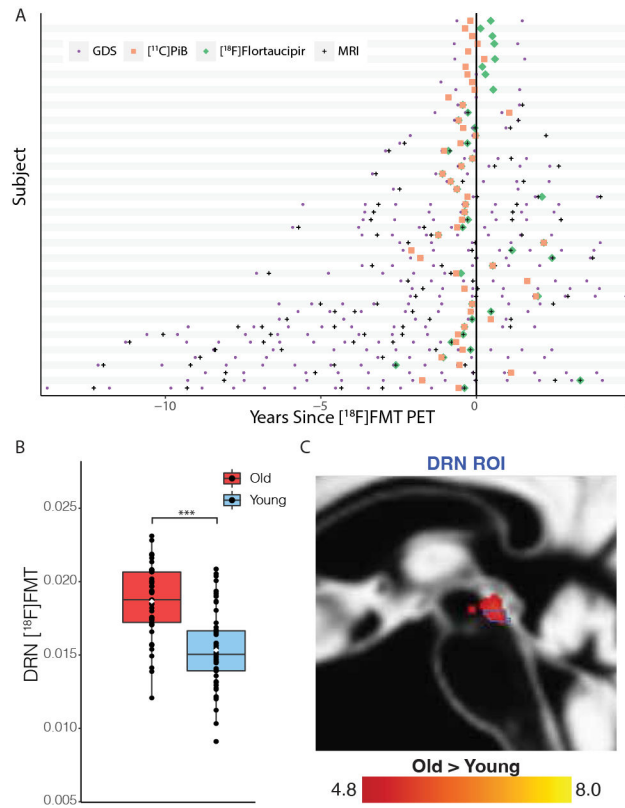 A
GDS [¹¹C]PiB [¹⁸F]Flortaucipir MRI
Subject
−10 −5 0
Years Since [¹⁸F]FMT PET
B
Old
Young
***
0.025
0.020
0.015
0.010
0.005
DRN [¹⁸F]FMT
C
DRN ROI
Old > Young
4.8 8.0